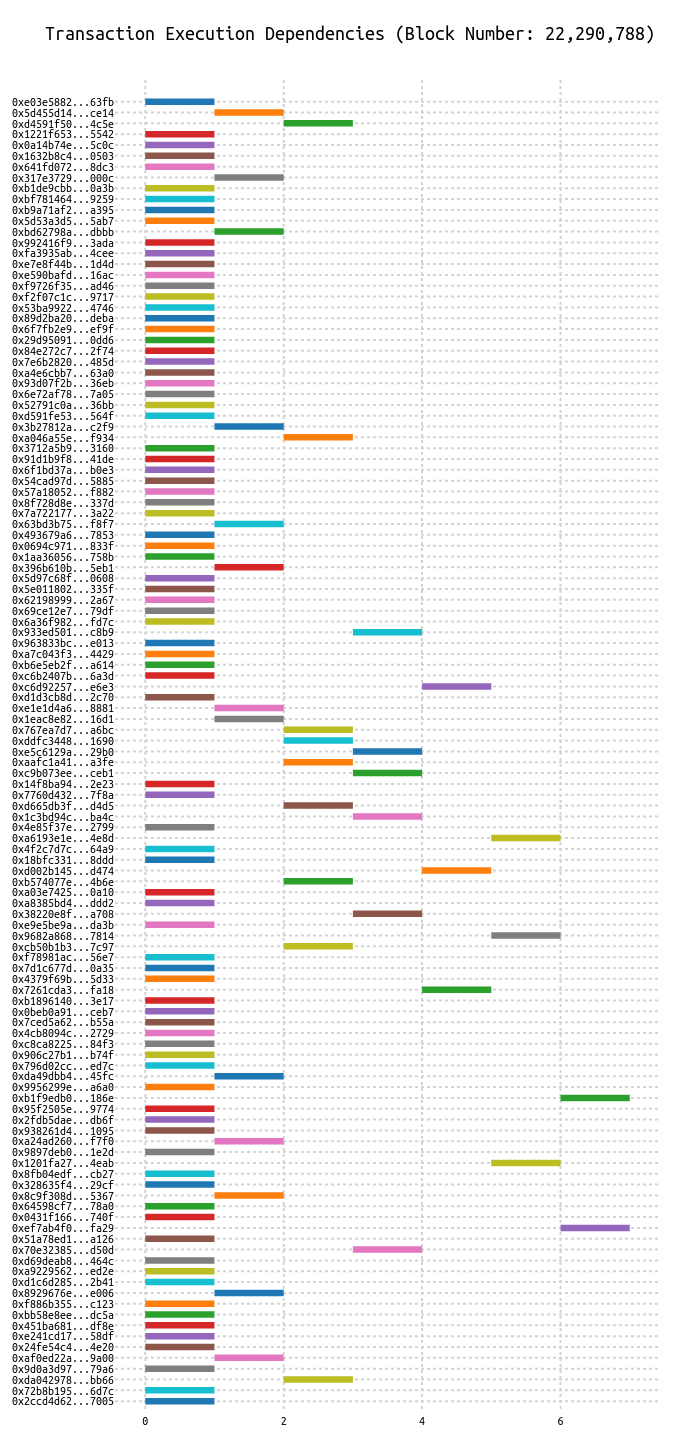 Transaction Execution Dependencies (Block Number: 22,290,788)
0xe03e5882...63fb
0x5d455d14...ce14
0xd4591f50...4c5e
0x1221f653...5542
0x0a14b74e...5c0c
0x1632b8c4...0503
0x641fd072...8dc3
0x317e3729...000c
0xb1de9cbb...0a3b
0xbf781464...9259
0xb9a71af2...a395
0x5d53a3d5...5ab7
0xbd62798a...dbbb
0x992416f9...3ada
0xfa3935ab...4cee
0xe7e8f44b...1d4d
0xe590bafd...16ac
0xf9726f35...ad46
0xf2f07c1c...9717
0x53ba9922...4746
0x89d2ba20...deba
0x6f7fb2e9...ef9f
0x29d95091...0dd6
0x84e272c7...2f74
0x7e6b2820...485d
0xa4e6cbb7...63a0
0x93d07f2b...36eb
0x6e72af78...7a05
0x52791c0a...36bb
0xd591fe53...564f
0x3b27812a...c2f9
0xa046a55e...f934
0x3712a5b9...3160
0x91d1b9f8...41de
0x6f1bd37a...b0e3
0x54cad97d...5885
0x57a18052...f882
0x8f728d8e...337d
0x7a722177...3a22
0x63bd3b75...f8f7
0x493679a6...7853
0x0694c971...833f
0x1aa36056...758b
0x396b610b...5eb1
0x5d97c68f...0608
0x5e011802...335f
0x62198999...2a67
0x69ce12e7...79df
0x6a36f982...fd7c
0x933ed501...c8b9
0x963833bc...e013
0xa7c043f3...4429
0xb6e5eb2f...a614
0xc6b2407b...6a3d
0xc6d92257...e6e3
0xd1d3cb8d...2c70
0xe1e1d4a6...8881
0x1eac8e82...16d1
0x767ea7d7...a6bc
0xddfc3448...1690
0xe5c6129a...29b0
0xaafc1a41...a3fe
0xc9b073ee...ceb1
0x14f8ba94...2e23
0x7760d432...7f8a
0xd665db3f...d4d5
0x1c3bd94c...ba4c
0x4e85f37e...2799
0xa6193e1e...4e8d
0x4f2c7d7c...64a9
0x18bfc331...8ddd
0xd002b145...d474
0xb574077e...4b6e
0xa03e7425...0a10
0xa8385bd4...ddd2
0x38220e8f...a708
0xe9e5be9a...da3b
0x9682a868...7814
0xcb50b1b3...7c97
0xf78981ac...56e7
0x7d1c677d...0a35
0x4379f69b...5d33
0x7261cda3...fa18
0xb1896140...3e17
0x0beb0a91...ceb7
0x7ced5a62...b55a
0x4cb8094c...2729
0xc8ca8225...84f3
0x906c27b1...b74f
0x796d02cc...ed7c
0xda49dbb4...45fc
0x9956299e...a6a0
0xb1f9edb0...186e
0x95f2505e...9774
0x2fdb5dae...db6f
0x938261d4...1095
0xa24ad260...f7f0
0x9897deb0...1e2d
0x1201fa27...4eab
0x8fb04edf...cb27
0x328635f4...29cf
0x8c9f308d...5367
0x64598cf7...78a0
0x0431f166...740f
0xef7ab4f0...fa29
0x51a78ed1...a126
0x70e32385...d50d
0xd69deab8...464c
0xa9229562...ed2e
0xd1c6d285...2b41
0x8929676e...e006
0xf886b355...c123
0xbb58e8ee...dc5a
0x451ba681...df8e
0xe241cd17...58df
0x24fe54c4...4e20
0xaf0ed22a...9a00
0x9d0a3d97...79a6
0xda042978...bb66
0x72b8b195...6d7c
0x2ccd4d62...7005
0 2 4 6